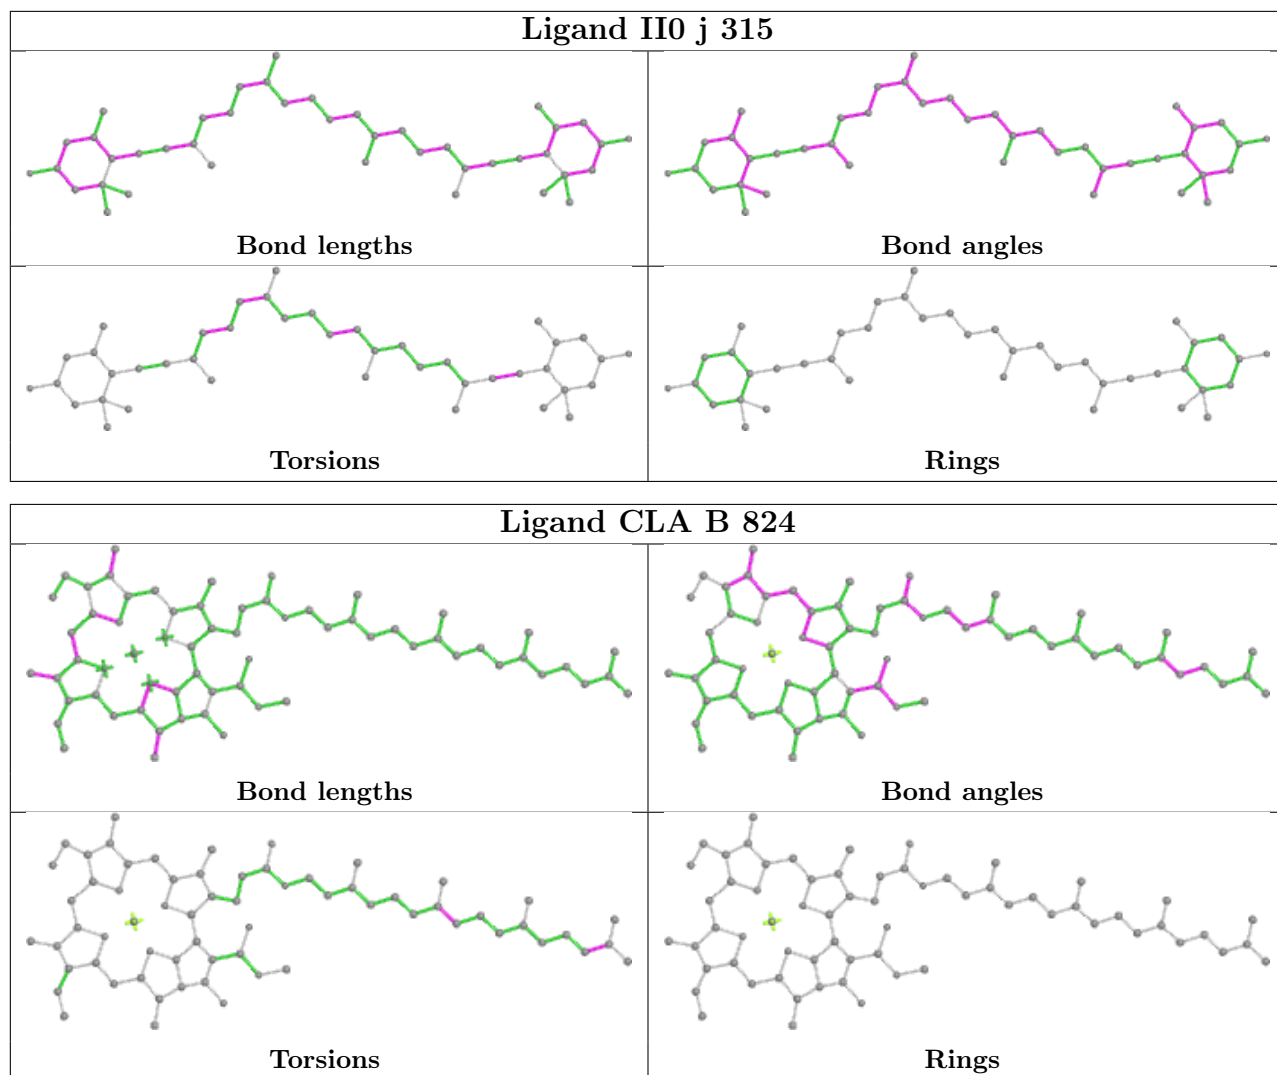 Ligand II0 j 315
Bond lengths
Bond angles
Torsions
Rings
Ligand CLA B 824
Bond lengths
Bond angles
Torsions
Rings